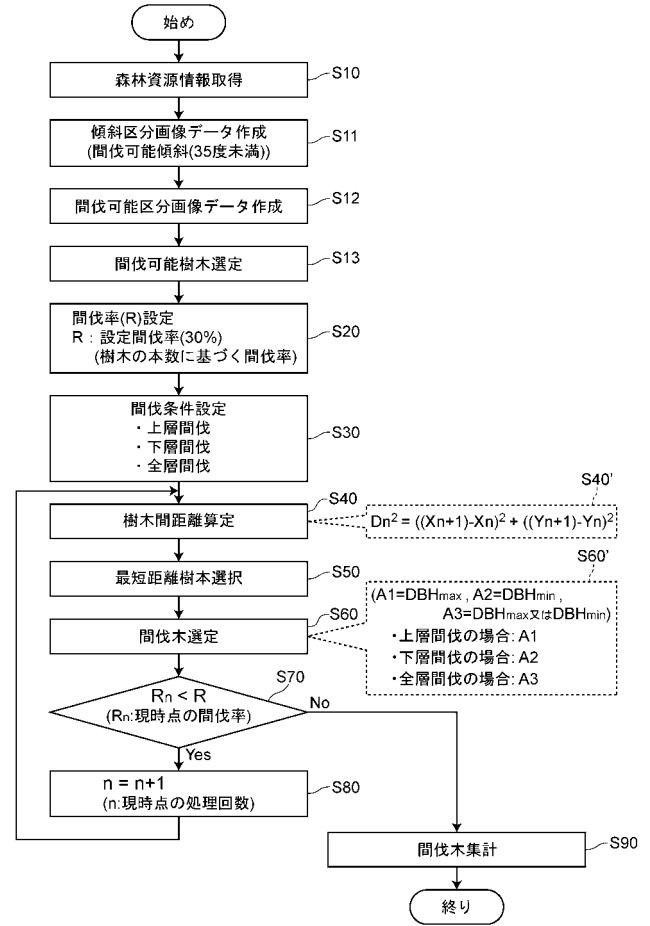 始め
森林資源情報取得
S10
傾斜区分画像データ作成
(間伐可能傾斜(35度未満))
S11
間伐可能区分画像データ作成
S12
間伐可能樹木選定
S13
間伐率(R)設定
R：設定間伐率(30%)
(樹木の本数に基づく間伐率)
S20
間伐条件設定
・上層間伐
・下層間伐
・全層間伐
S30
樹木間距離算定
S40
S40'
Dn² = ((Xn+1)-Xn)² + ((Yn+1)-Yn)²
最短距離樹本選択
S50
間伐木選定
S60
S60'
(A1=DBHmax , A2=DBHmin ,
A3=DBHmax又はDBHmin)
・上層間伐の場合: A1
・下層間伐の場合: A2
・全層間伐の場合: A3
Rn < R
(Rn:現時点の間伐率)
S70
No
Yes
n = n+1
(n:現時点の処理回数)
S80
間伐木集計
S90
終り